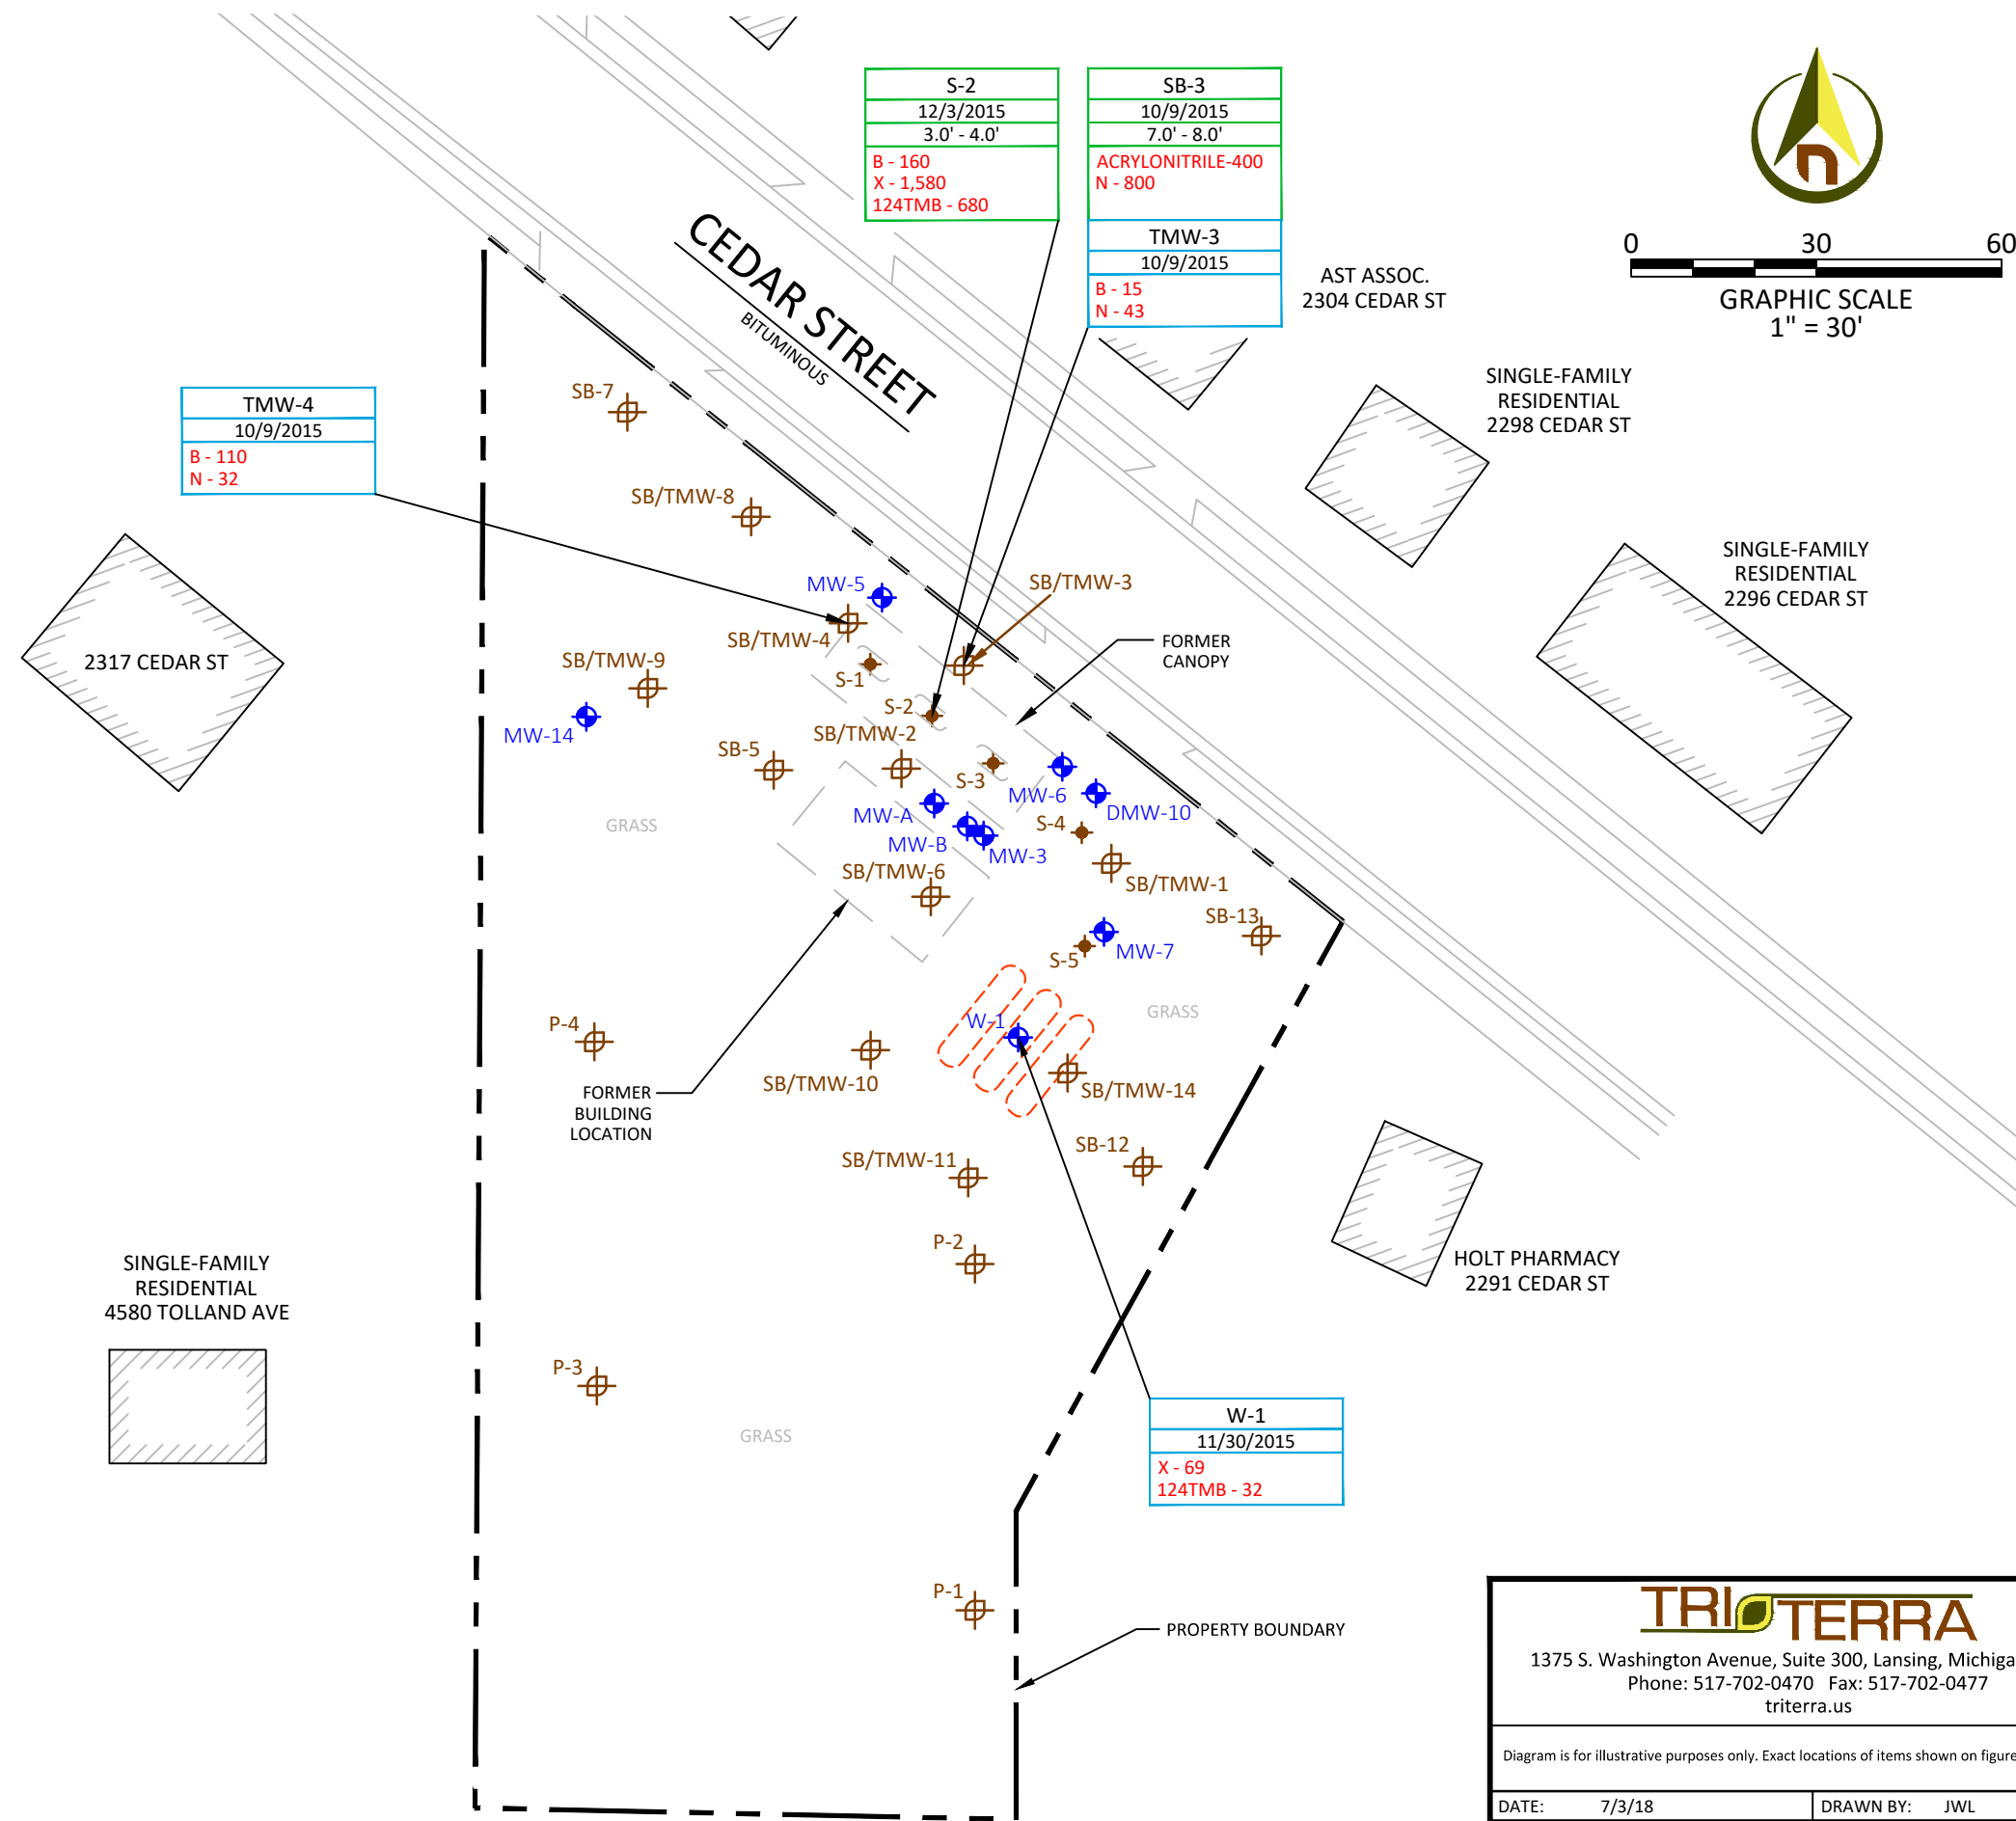 S-2
12/3/2015
3.0' - 4.0'
B - 160
X - 1,580
124TMB - 680
SB-3
10/9/2015
7.0' - 8.0'
ACRYLONITRILE-400
N - 800
TMW-3
10/9/2015
B - 15
N - 43
n
0 30 60
GRAPHIC SCALE
1" = 30'
AST ASSOC.
2304 CEDAR ST
CEDAR STREET
BITUMINOUS
SINGLE-FAMILY
RESIDENTIAL
2298 CEDAR ST
TMW-4
10/9/2015
B - 110
N - 32
SB-7
SB/TMW-8
SINGLE-FAMILY
RESIDENTIAL
2296 CEDAR ST
MW-5
SB/TMW-3
SB/TMW-4
FORMER
CANOPY
2317 CEDAR ST
SB/TMW-9
S-1
S-2
MW-14
SB/TMW-2
SB-5
S-3
MW-6
DMW-10
MW-A
S-4
MW-B
MW-3
GRASS
SB/TMW-6
SB/TMW-1
SB-13
MW-7
S-5
GRASS
W-1
P-4
SB/TMW-10
SB/TMW-14
FORMER
BUILDING
LOCATION
SB-12
SB/TMW-11
P-2
HOLT PHARMACY
2291 CEDAR ST
SINGLE-FAMILY
RESIDENTIAL
4580 TOLLAND AVE
P-3
GRASS
W-1
11/30/2015
X - 69
124TMB - 32
P-1
PROPERTY BOUNDARY
TRITERRA
1375 S. Washington Avenue, Suite 300, Lansing, Michiga
Phone: 517-702-0470 Fax: 517-702-0477
triterra.us
Diagram is for illustrative purposes only. Exact locations of items shown on figure
DATE: 7/3/18 DRAWN BY: JWL